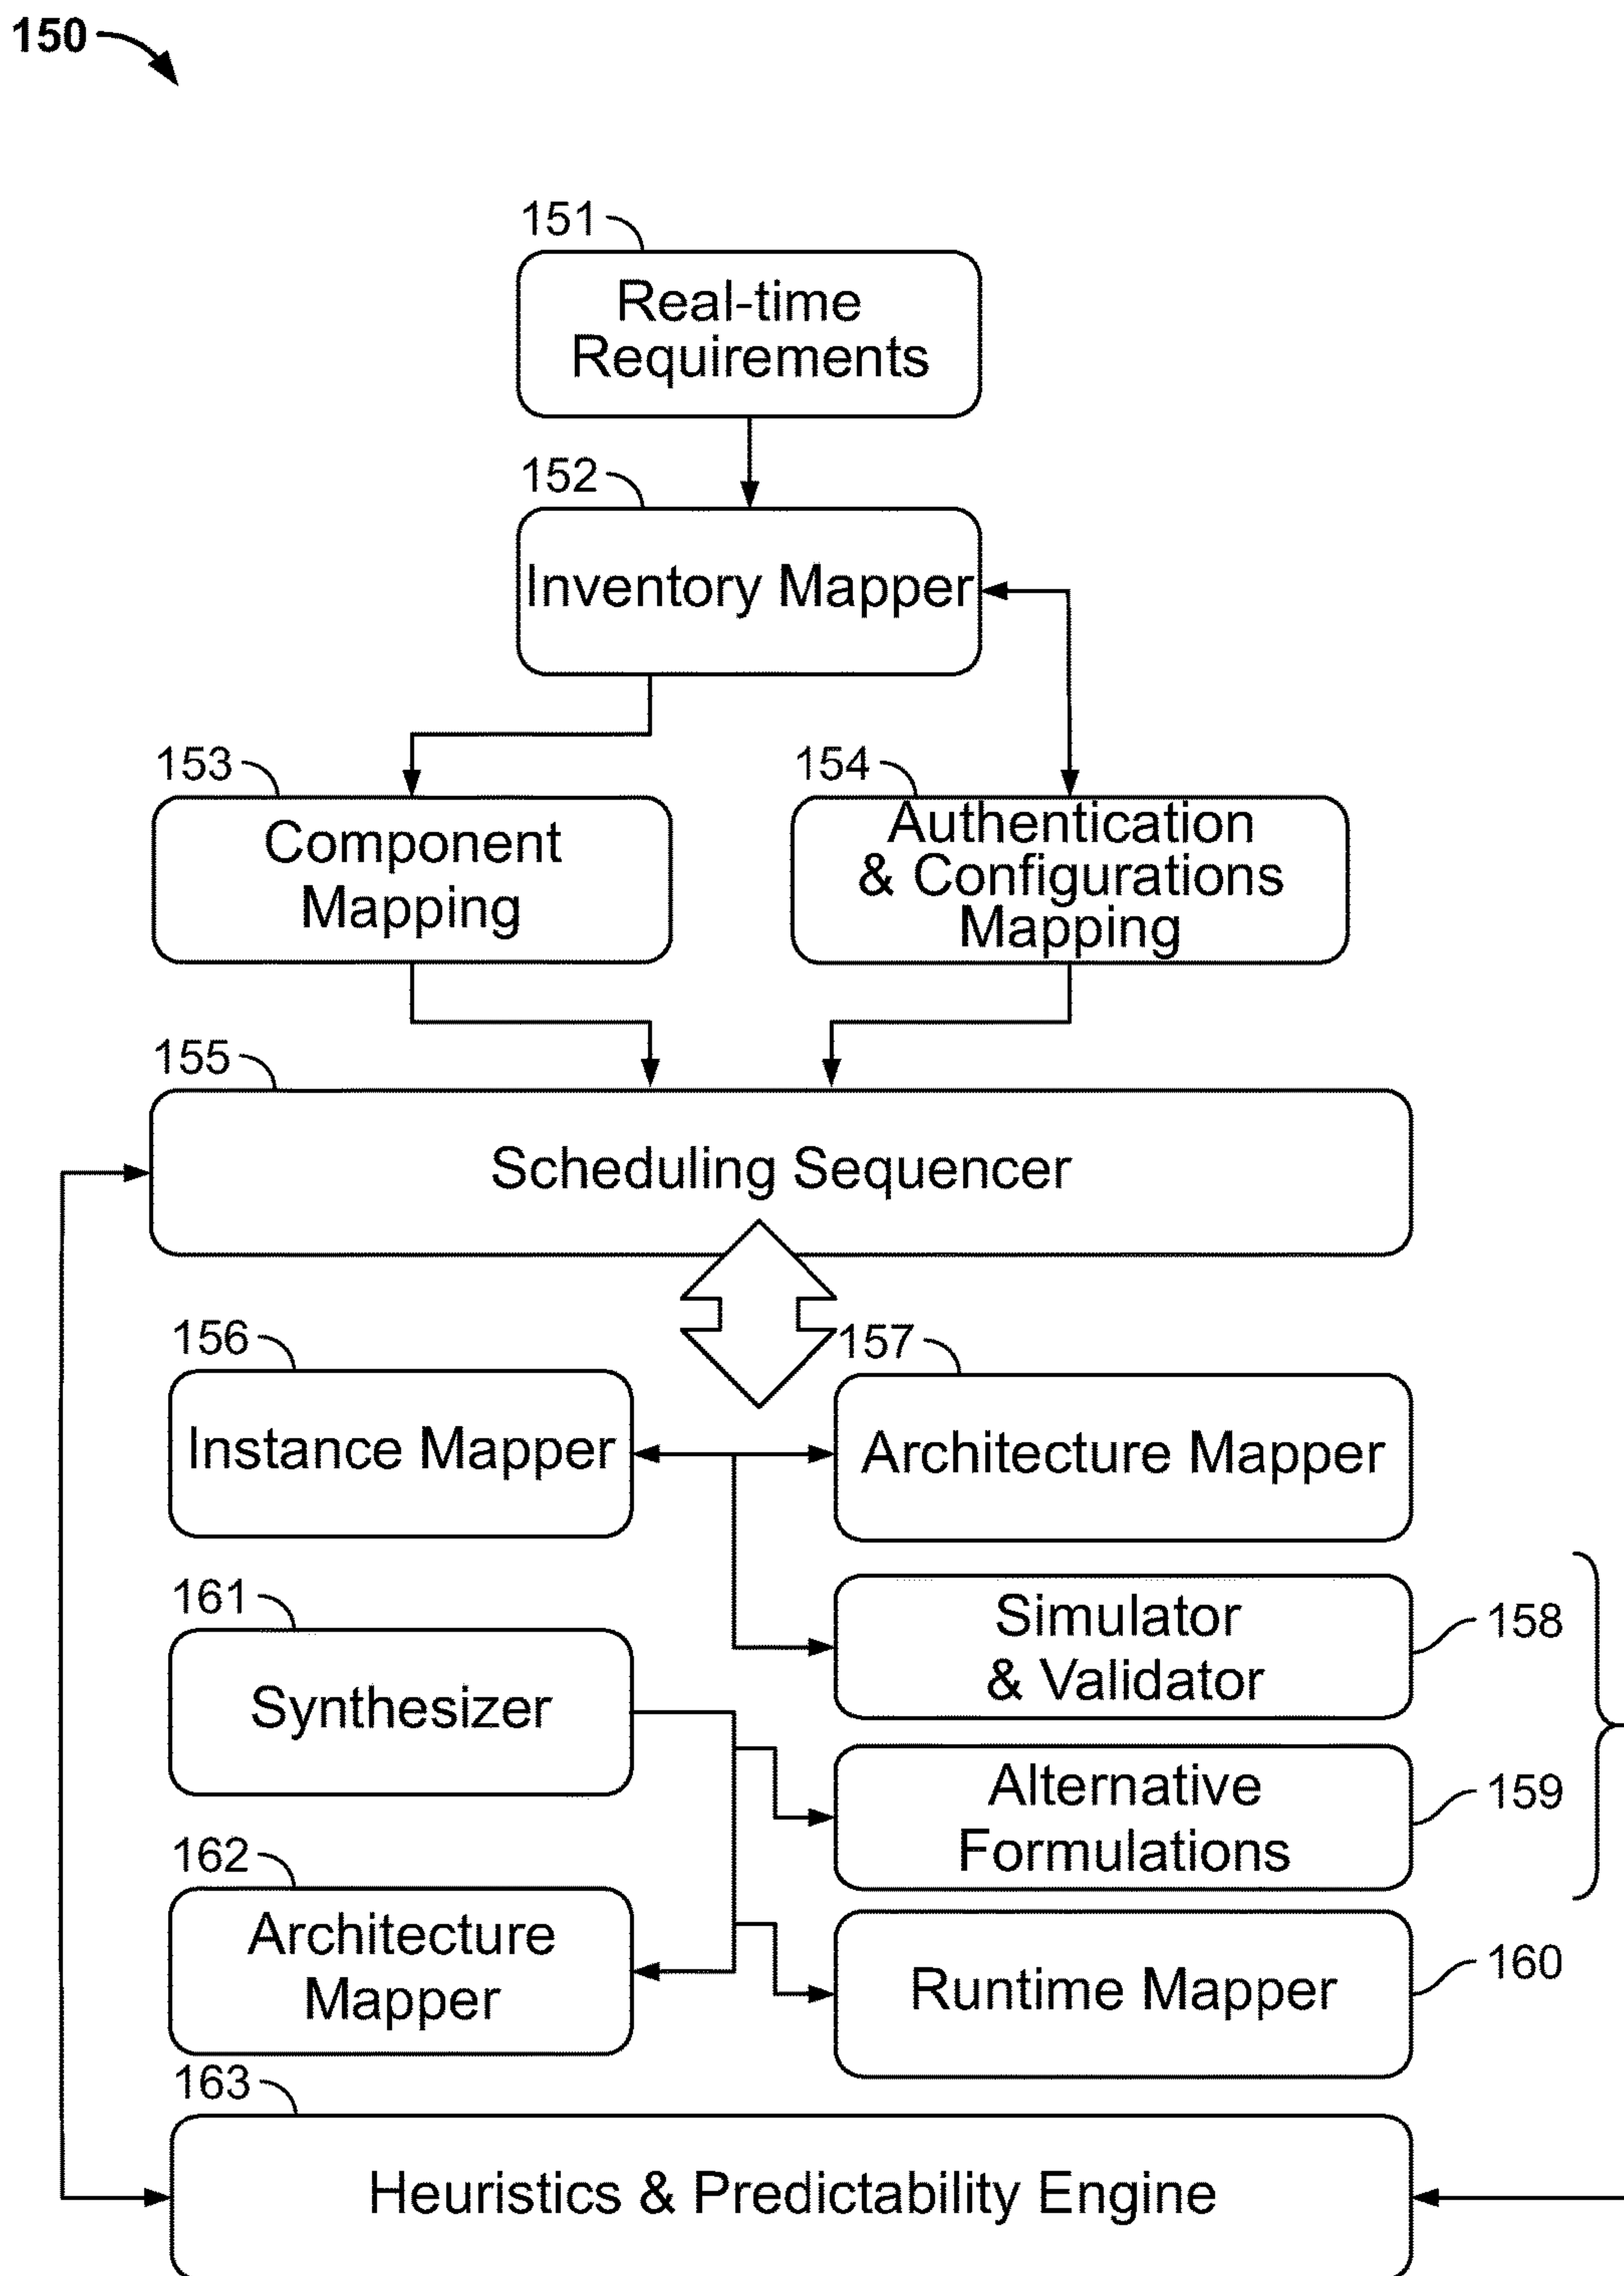 150
151
Real-time
Requirements
152
Inventory Mapper
153
Component
Mapping
154
Authentication
& Configurations
Mapping
155
Scheduling Sequencer
156
Instance Mapper
157
Architecture Mapper
158
Simulator
& Validator
161
Synthesizer
159
Alternative
Formulations
162
Architecture
Mapper
160
Runtime Mapper
163
Heuristics & Predictability Engine